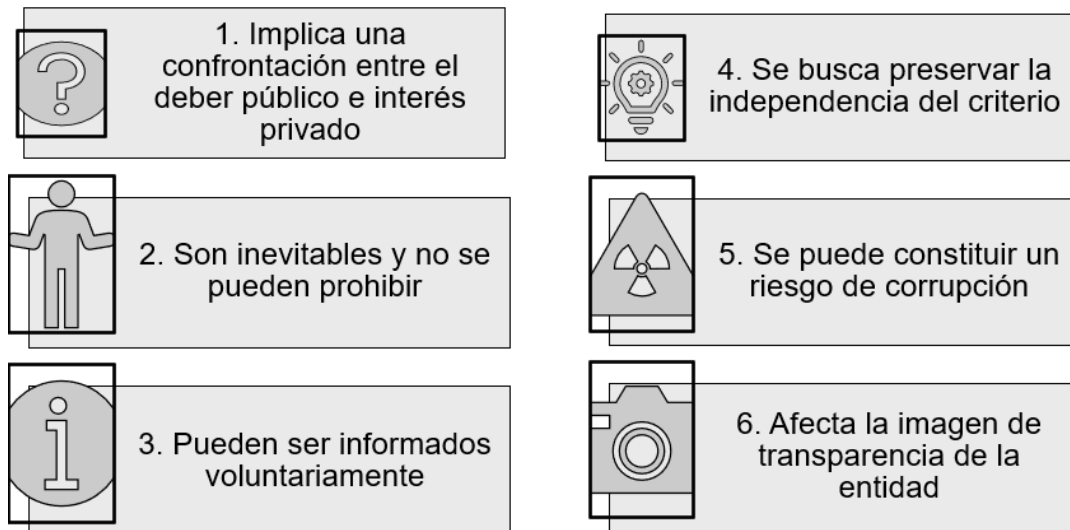 1. Implica una
confrontación entre el
deber público e interés
privado
2. Son inevitables y no se
pueden prohibir
3. Pueden ser informados
voluntariamente
4. Se busca preservar la
independencia del criterio
5. Se puede constituir un
riesgo de corrupción
6. Afecta la imagen de
transparencia de la
entidad